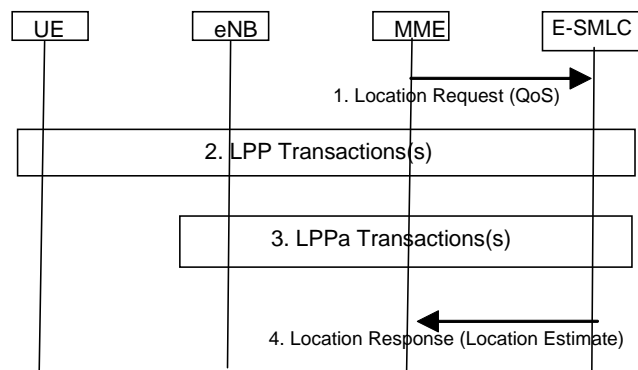 UE eNB MME E-SMLC
1. Location Request (QoS)
2. LPP Transactions(s)
3. LPPa Transactions(s)
4. Location Response (Location Estimate)